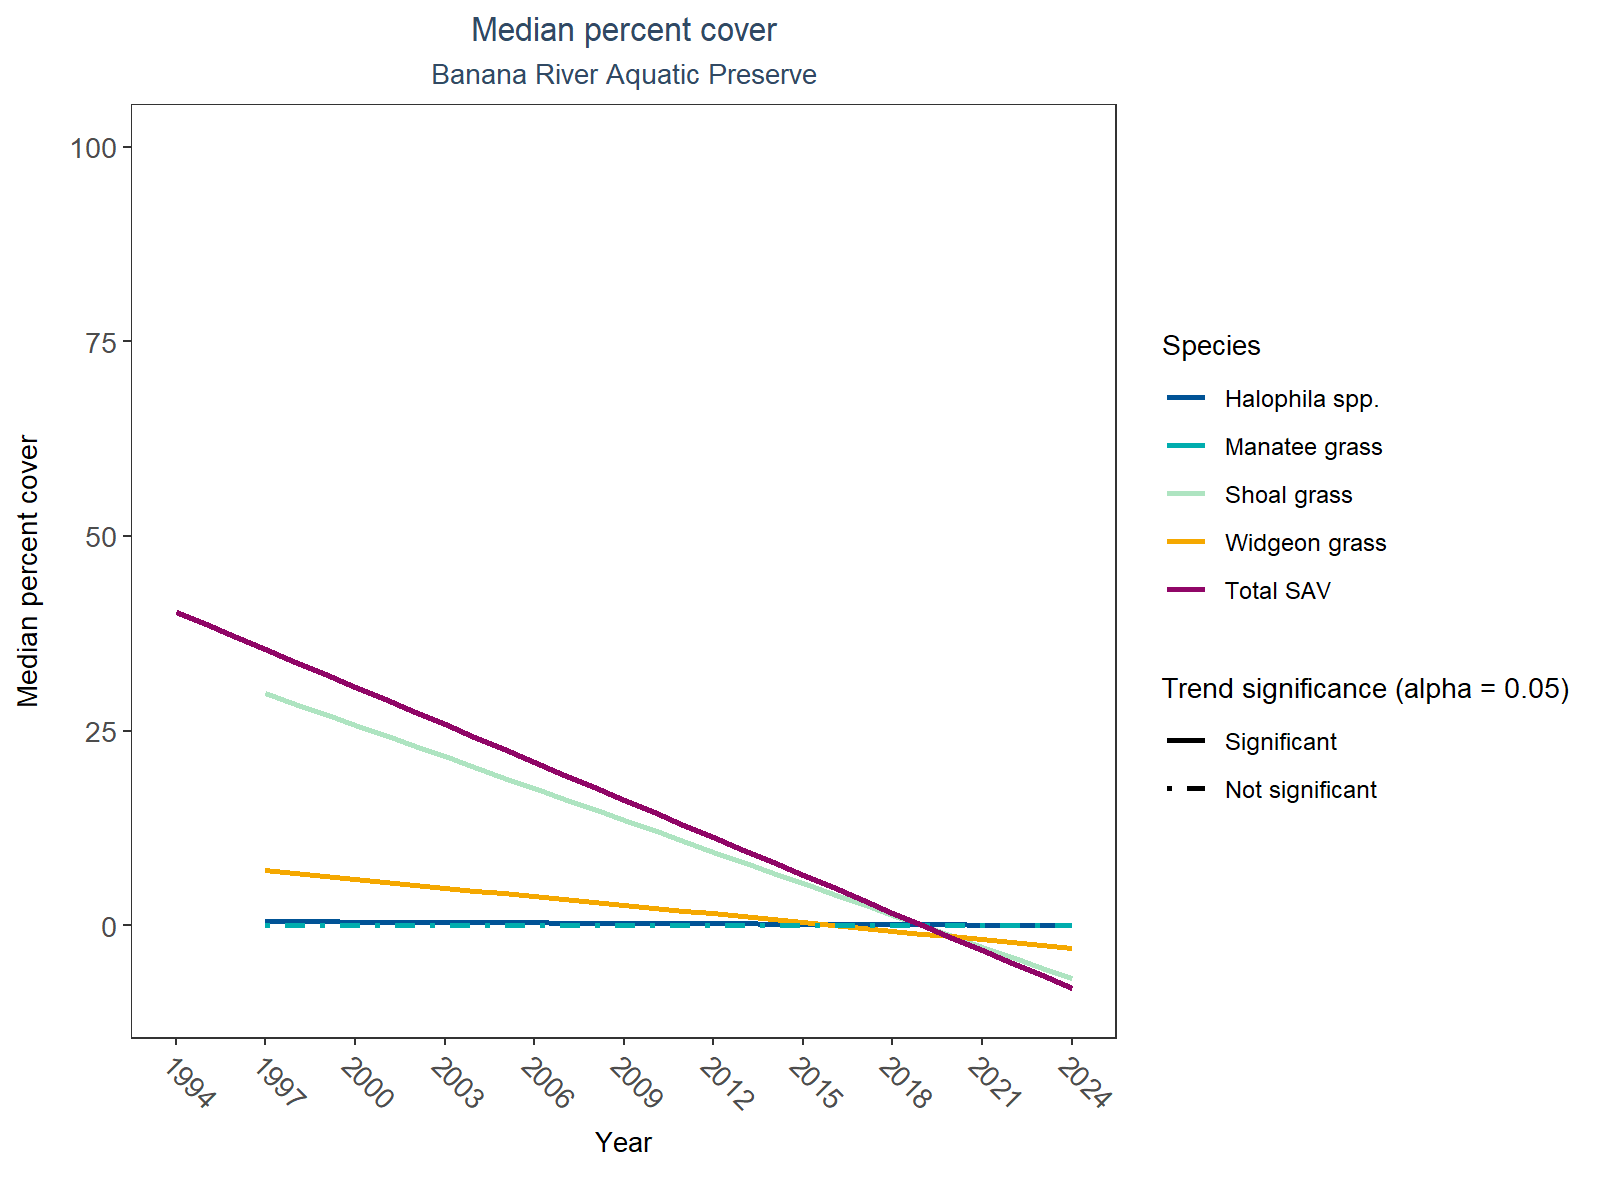 Median percent cover
Banana River Aquatic Preserve
Median percent cover
100
75
50
25
0
1994
1997
2000
2003
2006
2009
2012
2015
2018
2021
2024
Year
Species
Halophila spp.
Manatee grass
Shoal grass
Widgeon grass
Total SAV
Trend significance (alpha = 0.05)
Significant
Not significant